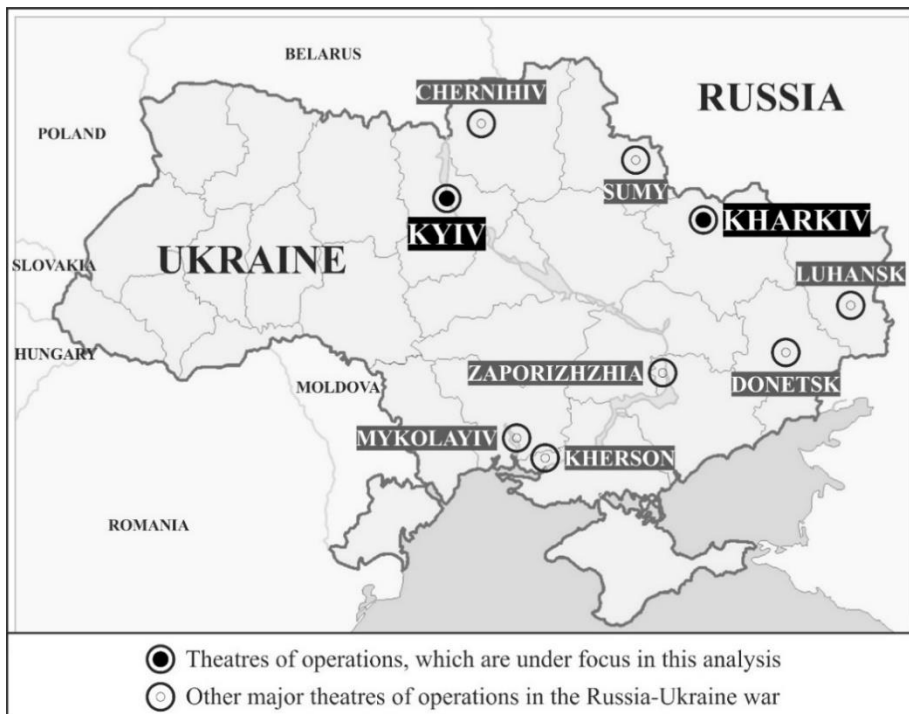 BELARUS
CHERNIHIV
RUSSIA
POLAND
SUMY
KHARKIV
KYIV
UKRAINE
SLOVAKIA
LUHANSK
HUNGARY
ZAPORIZHZHIA
DONETSK
MOLDOVA
MYKOLAYIV
KHERSON
ROMANIA
Theatres of operations, which are under focus in this analysis
Other major theatres of operations in the Russia-Ukraine war